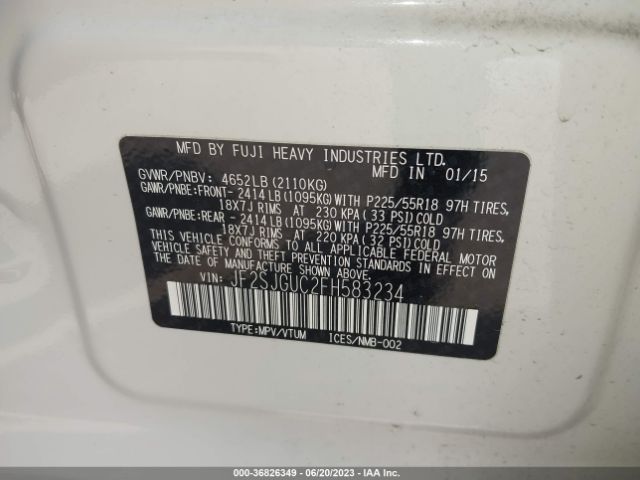 MFD BY FUJI HEAVY INDUSTRIES LTD.
GVWR/PNBV: 4652LB(2110KG) MFD IN 01/15
GAWR/PNBE:FRONT- 2414LB(1095KG)WITH P225/55R18 97H TIRES,
18X7J RIMS AT 230 KPA(33 PSI)COLD
GAWR/PNBE:REAR - 2414LB(1095KG)WITH P225/55R18 97H TIRES,
18X7J RIMS AT 220 KPA(32 PSI)COLD
THIS VEHICLE CONFORMS TO ALL APPLICABLE FEDERAL MOTOR
VEHICLE SAFETY AND THEFT PREVENTION STANDARDS IN EFFECT ON
THE DATE OF MANUFACTURE SHOWN ABOVE.
VIN: JF2SJGUC2FH583234
TYPE:MPV/VTUM ICES/NMB-002
000-36826349 - 06/20/2023 - IAA Inc.